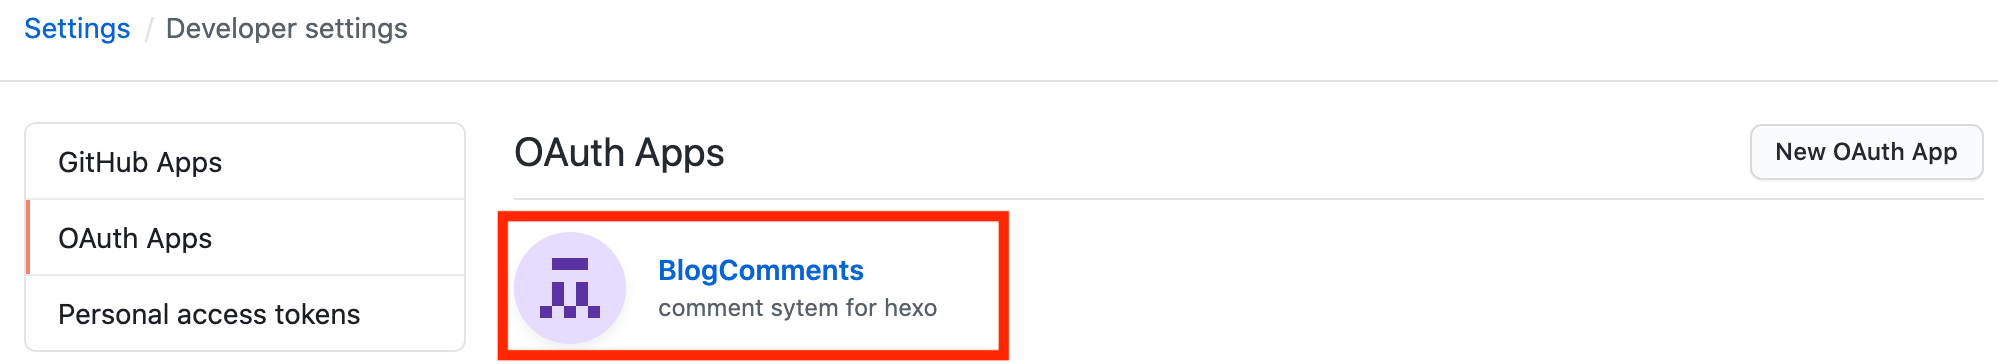 Settings / Developer settings
GitHub Apps
OAuth Apps
Personal access tokens
OAuth Apps
New OAuth App
BlogComments
comment sytem for hexo